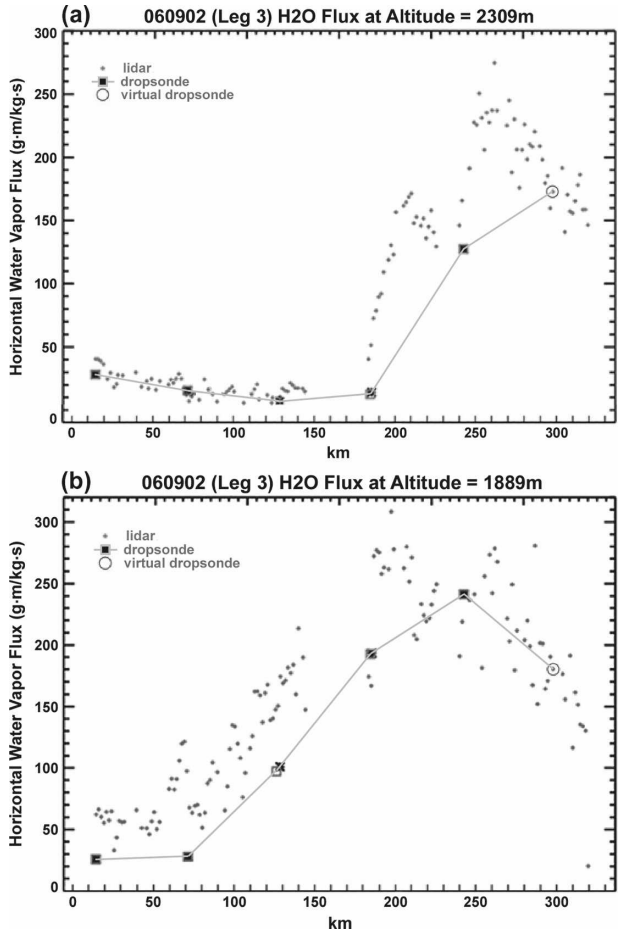 (a) 060902 (Leg 3) H2O Flux at Altitude = 2309m
300
250
200
150
100
50
0
Horizontal Water Vapor Flux (g·m/kg·s)
lidar
dropsonde
virtual dropsonde
0 50 100 150 200 250 300
km
(b) 060902 (Leg 3) H2O Flux at Altitude = 1889m
300
250
200
150
100
50
0
Horizontal Water Vapor Flux (g·m/kg·s)
lidar
dropsonde
virtual dropsonde
0 50 100 150 200 250 300
km